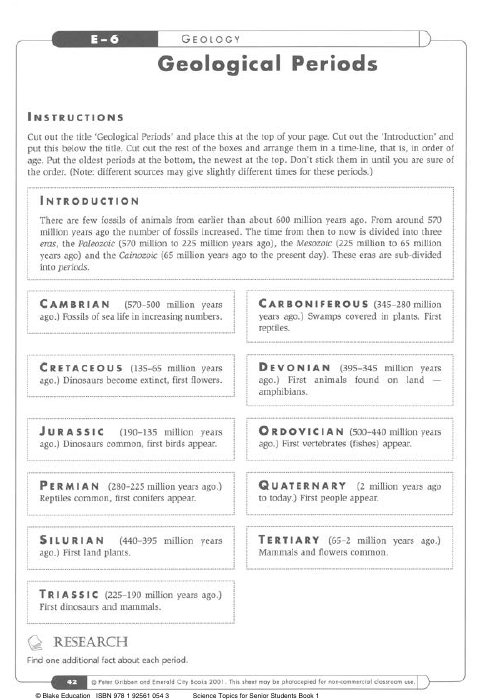 E-6 GEOLOGY
Geological Periods
INSTRUCTIONS
Cut out the title 'Geological Periods' and place this at the top of your page. Cut out the 'Introduction' and
put this below the title. Cut out the rest of the boxes and arrange them in a time-line, that is, in order of
age. Put the oldest periods at the bottom, the newest at the top. Don't stick them in until you are sure of
the order. (Note: different sources may give slightly different times for these periods.)
INTRODUCTION
There are few fossils of animals from earlier than about 600 million years ago. From around 570
million years ago the number of fossils increased. The time from then to now is divided into three
eras, the Paleozoic (570 million to 225 million years ago), the Mesozoic (225 million to 65 million
years ago) and the Cainozoic (65 million years ago to the present day). These eras are sub-divided
into periods.
CAMBRIAN (570-500 million years
ago.) Fossils of sea life in increasing numbers.
CARBONIFEROUS (345-280 million
years ago.) Swamps covered in plants. First
reptiles.
CRETACEOUS (135-65 million years
ago.) Dinosaurs become extinct, first flowers.
DEVONIAN (395-345 million years
ago.) First animals found on land —
amphibians.
JURASSIC (190-135 million years
ago.) Dinosaurs common, first birds appear.
ORDOVICIAN (500-440 million years
ago.) First vertebrates (fishes) appear.
PERMIAN (280-225 million years ago.)
Reptiles common, first conifers appear.
QUATERNARY (2 million years ago
to today.) First people appear.
SILURIAN (440-395 million years
ago.) First land plants.
TERTIARY (65-2 million years ago.)
Mammals and flowers common.
TRIASSIC (225-190 million years ago.)
First dinosaurs and mammals.
RESEARCH
Find one additional fact about each period.
42 © Peter Gribben and Emerald City Books 2001. This sheet may be photocopied for non-commercial classroom use.
© Blake Education ISBN 978 1 92561 054 3 Science Topics for Senior Students Book 1